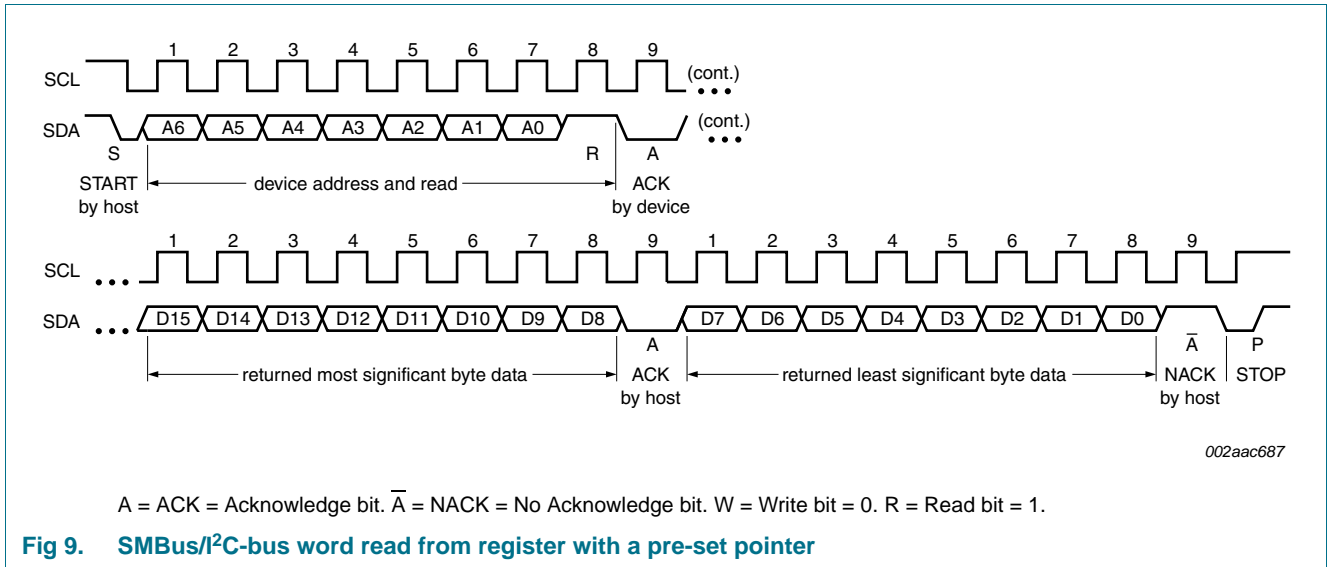 1 2 3 4 5 6 7 8 9
SCL (cont.)
SDA A6 A5 A4 A3 A2 A1 A0 (cont.)
S R A
START device address and read ACK
by host by device
1 2 3 4 5 6 7 8 9 1 2 3 4 5 6 7 8 9
SCL
SDA D15 D14 D13 D12 D11 D10 D9 D8 D7 D6 D5 D4 D3 D2 D1 D0
A A̅ P
returned most significant byte data ACK returned least significant byte data NACK STOP
by host by host
002aac687
A = ACK = Acknowledge bit. A̅ = NACK = No Acknowledge bit. W = Write bit = 0. R = Read bit = 1.
Fig 9. SMBus/I²C-bus word read from register with a pre-set pointer